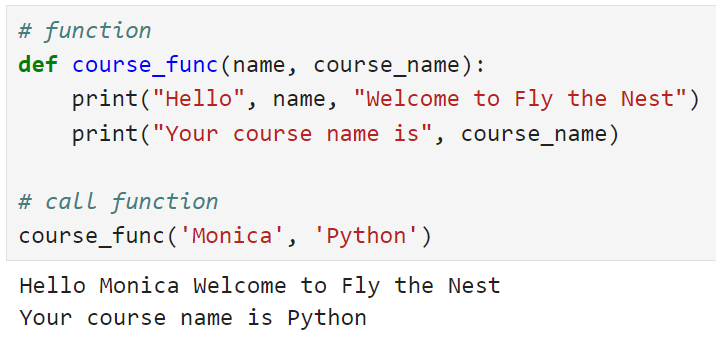 # function
def course_func(name, course_name):
    print("Hello", name, "Welcome to Fly the Nest")
    print("Your course name is", course_name)

# call function
course_func('Monica', 'Python')
Hello Monica Welcome to Fly the Nest
Your course name is Python